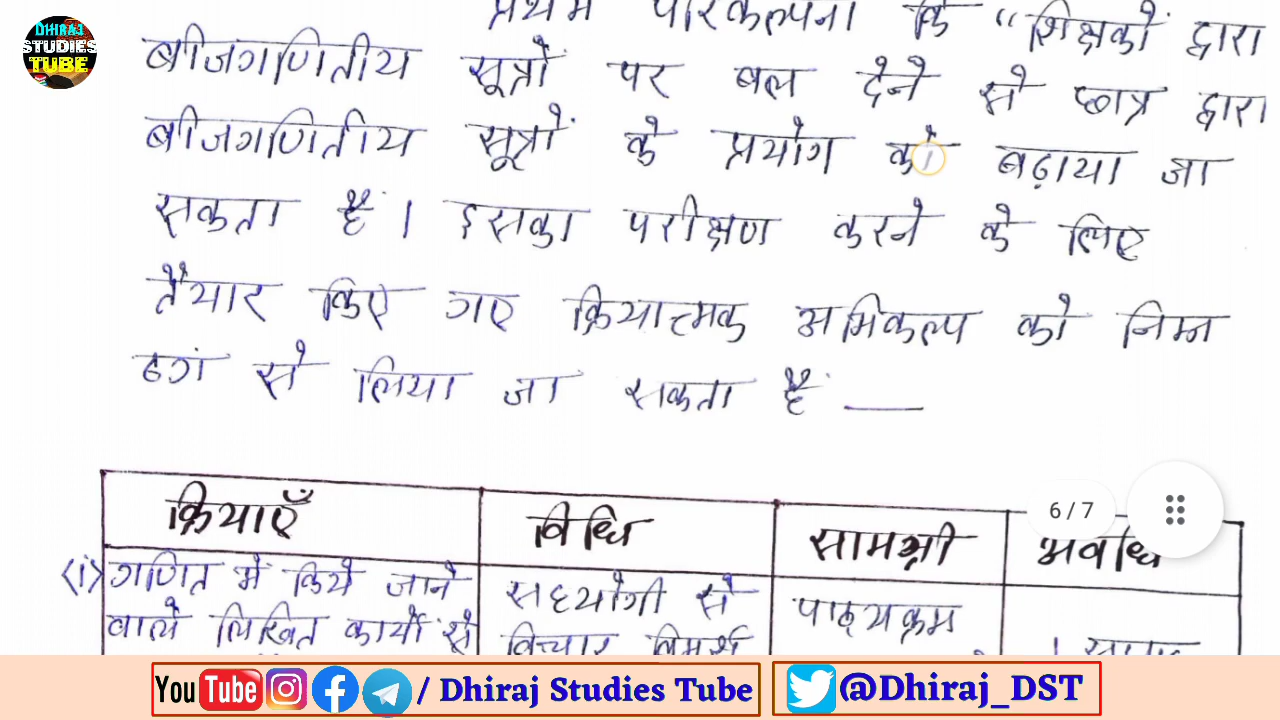 DHIRAJ
STUDIES
TUBE
प्रथम परिकल्पना कि “शिक्षकों द्वारा
बीजगणितीय सूत्रों पर बल देने से छात्र द्वारा
बीजगणितीय सूत्रों के प्रयोग को बढ़ाया जा
सकता है। इसका परीक्षण करने के लिए
तैयार किए गए क्रियात्मक अभिकल्प को निम्न
ढगं से लिया जा सकता है —
6 / 7
क्रियाएँ विधि सामग्री अवधि
(i) गणित में किये जाने सहयोगी से पाठ्यक्रम
वाले लिखित कार्यों से विचार विमर्श 1
YouTube / Dhiraj Studies Tube @Dhiraj_DST